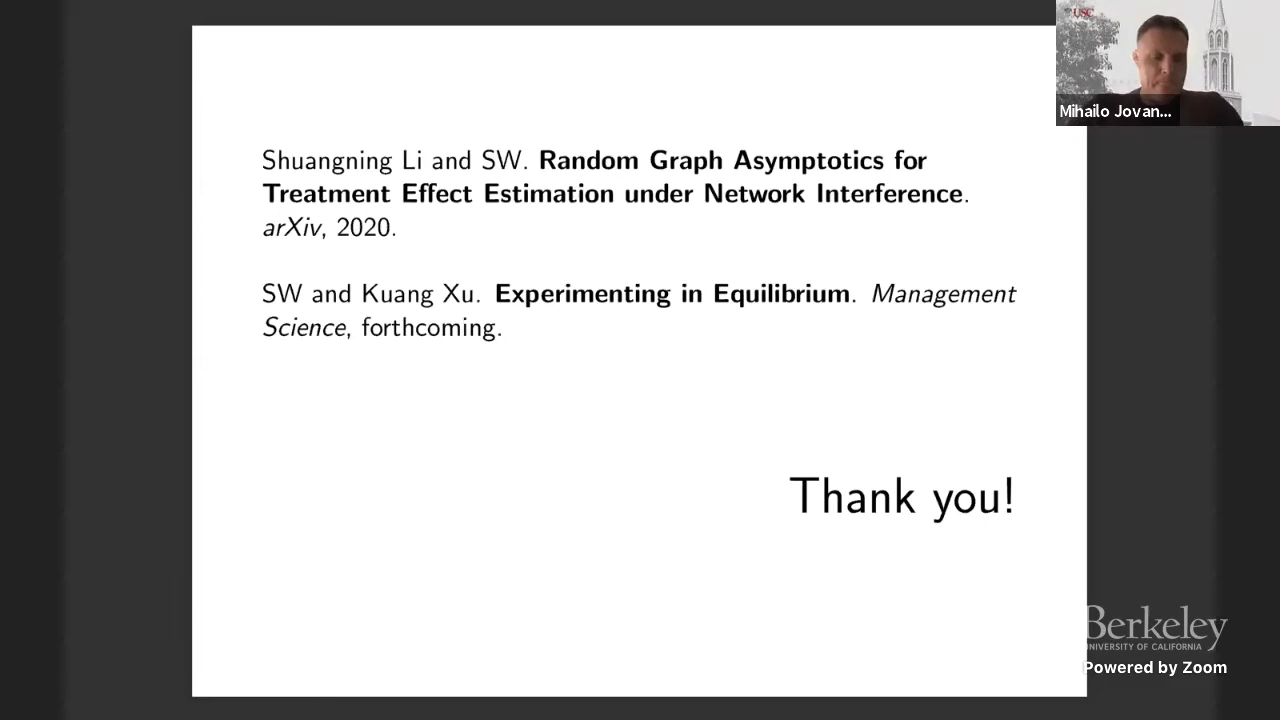 USC
Mihailo Jovan...
Shuangning Li and SW. Random Graph Asymptotics for
Treatment Effect Estimation under Network Interference.
arXiv, 2020.
SW and Kuang Xu. Experimenting in Equilibrium. Management
Science, forthcoming.
Thank you!
Berkeley
UNIVERSITY OF CALIFORNIA
Powered by Zoom